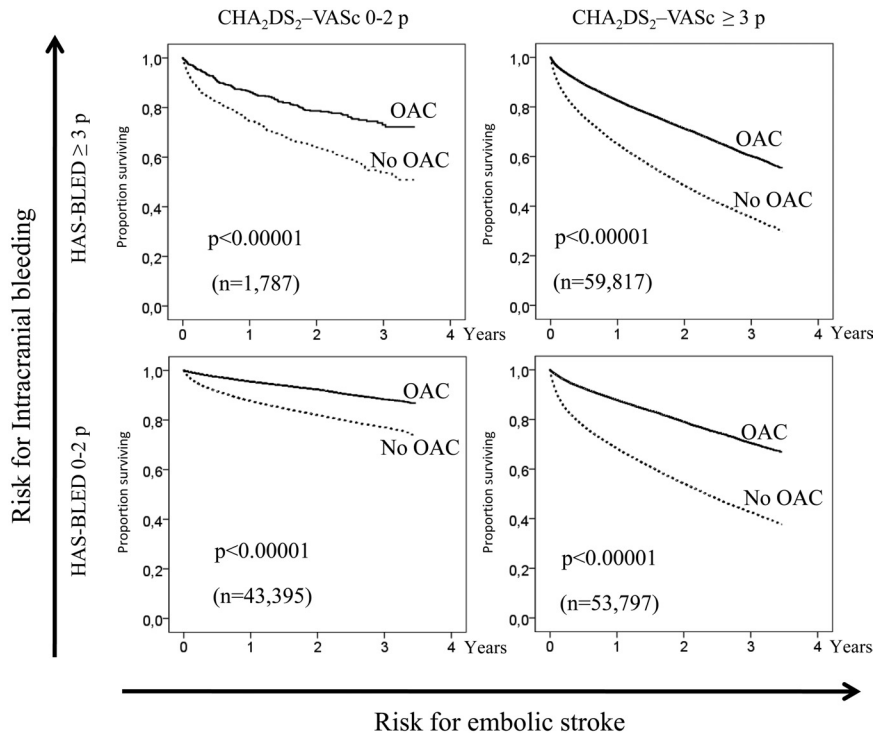 CHA₂DS₂–VASc 0-2 p
CHA₂DS₂–VASc ≥ 3 p
Risk for Intracranial bleeding
HAS-BLED ≥ 3 p
Proportion surviving
1,0
0,8
0,6
0,4
0,2
0,0
OAC
No OAC
p<0.00001
(n=1,787)
0 1 2 3 4 Years
Proportion surviving
1,0
0,8
0,6
0,4
0,2
0,0
OAC
No OAC
p<0.00001
(n=59,817)
0 1 2 3 4 Years
HAS-BLED 0-2 p
Proportion surviving
1,0
0,8
0,6
0,4
0,2
0,0
OAC
No OAC
p<0.00001
(n=43,395)
0 1 2 3 4 Years
Proportion surviving
1,0
0,8
0,6
0,4
0,2
0,0
OAC
No OAC
p<0.00001
(n=53,797)
0 1 2 3 4 Years
Risk for embolic stroke